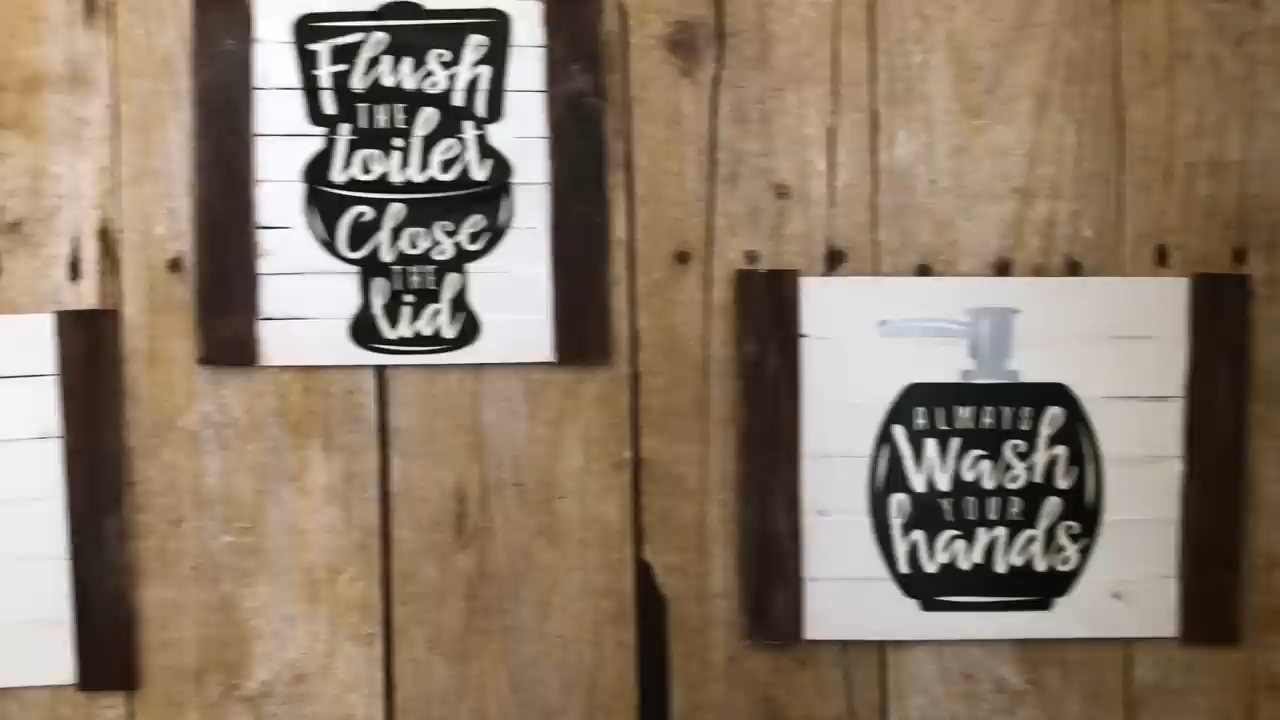 Flush
THE
toilet
Close
THE
lid
ALWAYS
Wash
YOUR
hands